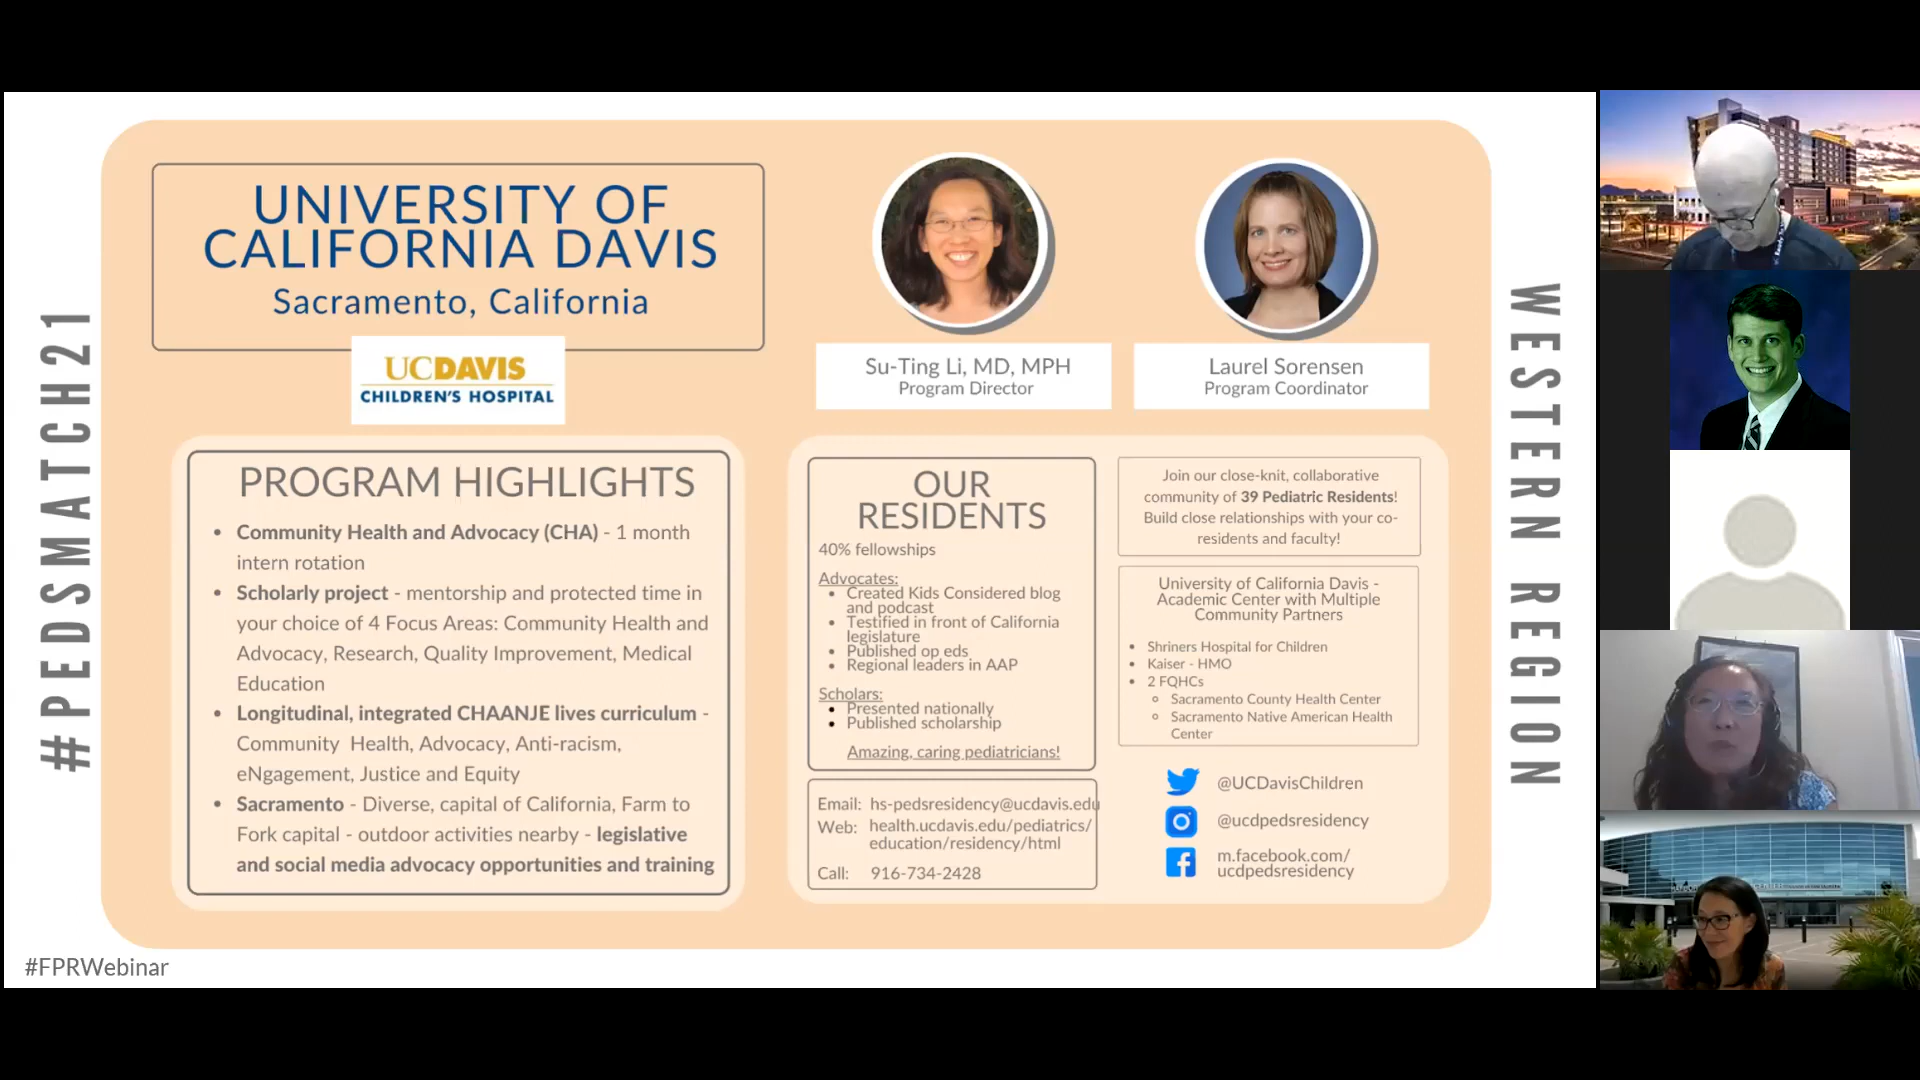 #PEDSMATCH21
UNIVERSITY OF
CALIFORNIA DAVIS
Sacramento, California
UCDAVIS
CHILDREN'S HOSPITAL
Su-Ting Li, MD, MPH
Program Director
Laurel Sorensen
Program Coordinator
PROGRAM HIGHLIGHTS
• Community Health and Advocacy (CHA) - 1 month
intern rotation
• Scholarly project - mentorship and protected time in
your choice of 4 Focus Areas: Community Health and
Advocacy, Research, Quality Improvement, Medical
Education
• Longitudinal, integrated CHAANJE lives curriculum -
Community Health, Advocacy, Anti-racism,
eNgagement, Justice and Equity
• Sacramento - Diverse, capital of California, Farm to
Fork capital - outdoor activities nearby - legislative
and social media advocacy opportunities and training
OUR
RESIDENTS
40% fellowships
Advocates:
• Created Kids Considered blog
and podcast
• Testified in front of California
legislature
• Published op eds
• Regional leaders in AAP
Scholars:
• Presented nationally
• Published scholarship
Amazing, caring pediatricians!
Email: hs-pedsresidency@ucdavis.edu
Web: health.ucdavis.edu/pediatrics/
education/residency/html
Call: 916-734-2428
Join our close-knit, collaborative
community of 39 Pediatric Residents!
Build close relationships with your co-
residents and faculty!
University of California Davis -
Academic Center with Multiple
Community Partners
• Shriners Hospital for Children
• Kaiser - HMO
• 2 FQHCs
◦ Sacramento County Health Center
◦ Sacramento Native American Health
Center
@UCDavisChildren
@ucdpedsresidency
m.facebook.com/
ucdpedsresidency
WESTERN REGION
#FPRWebinar